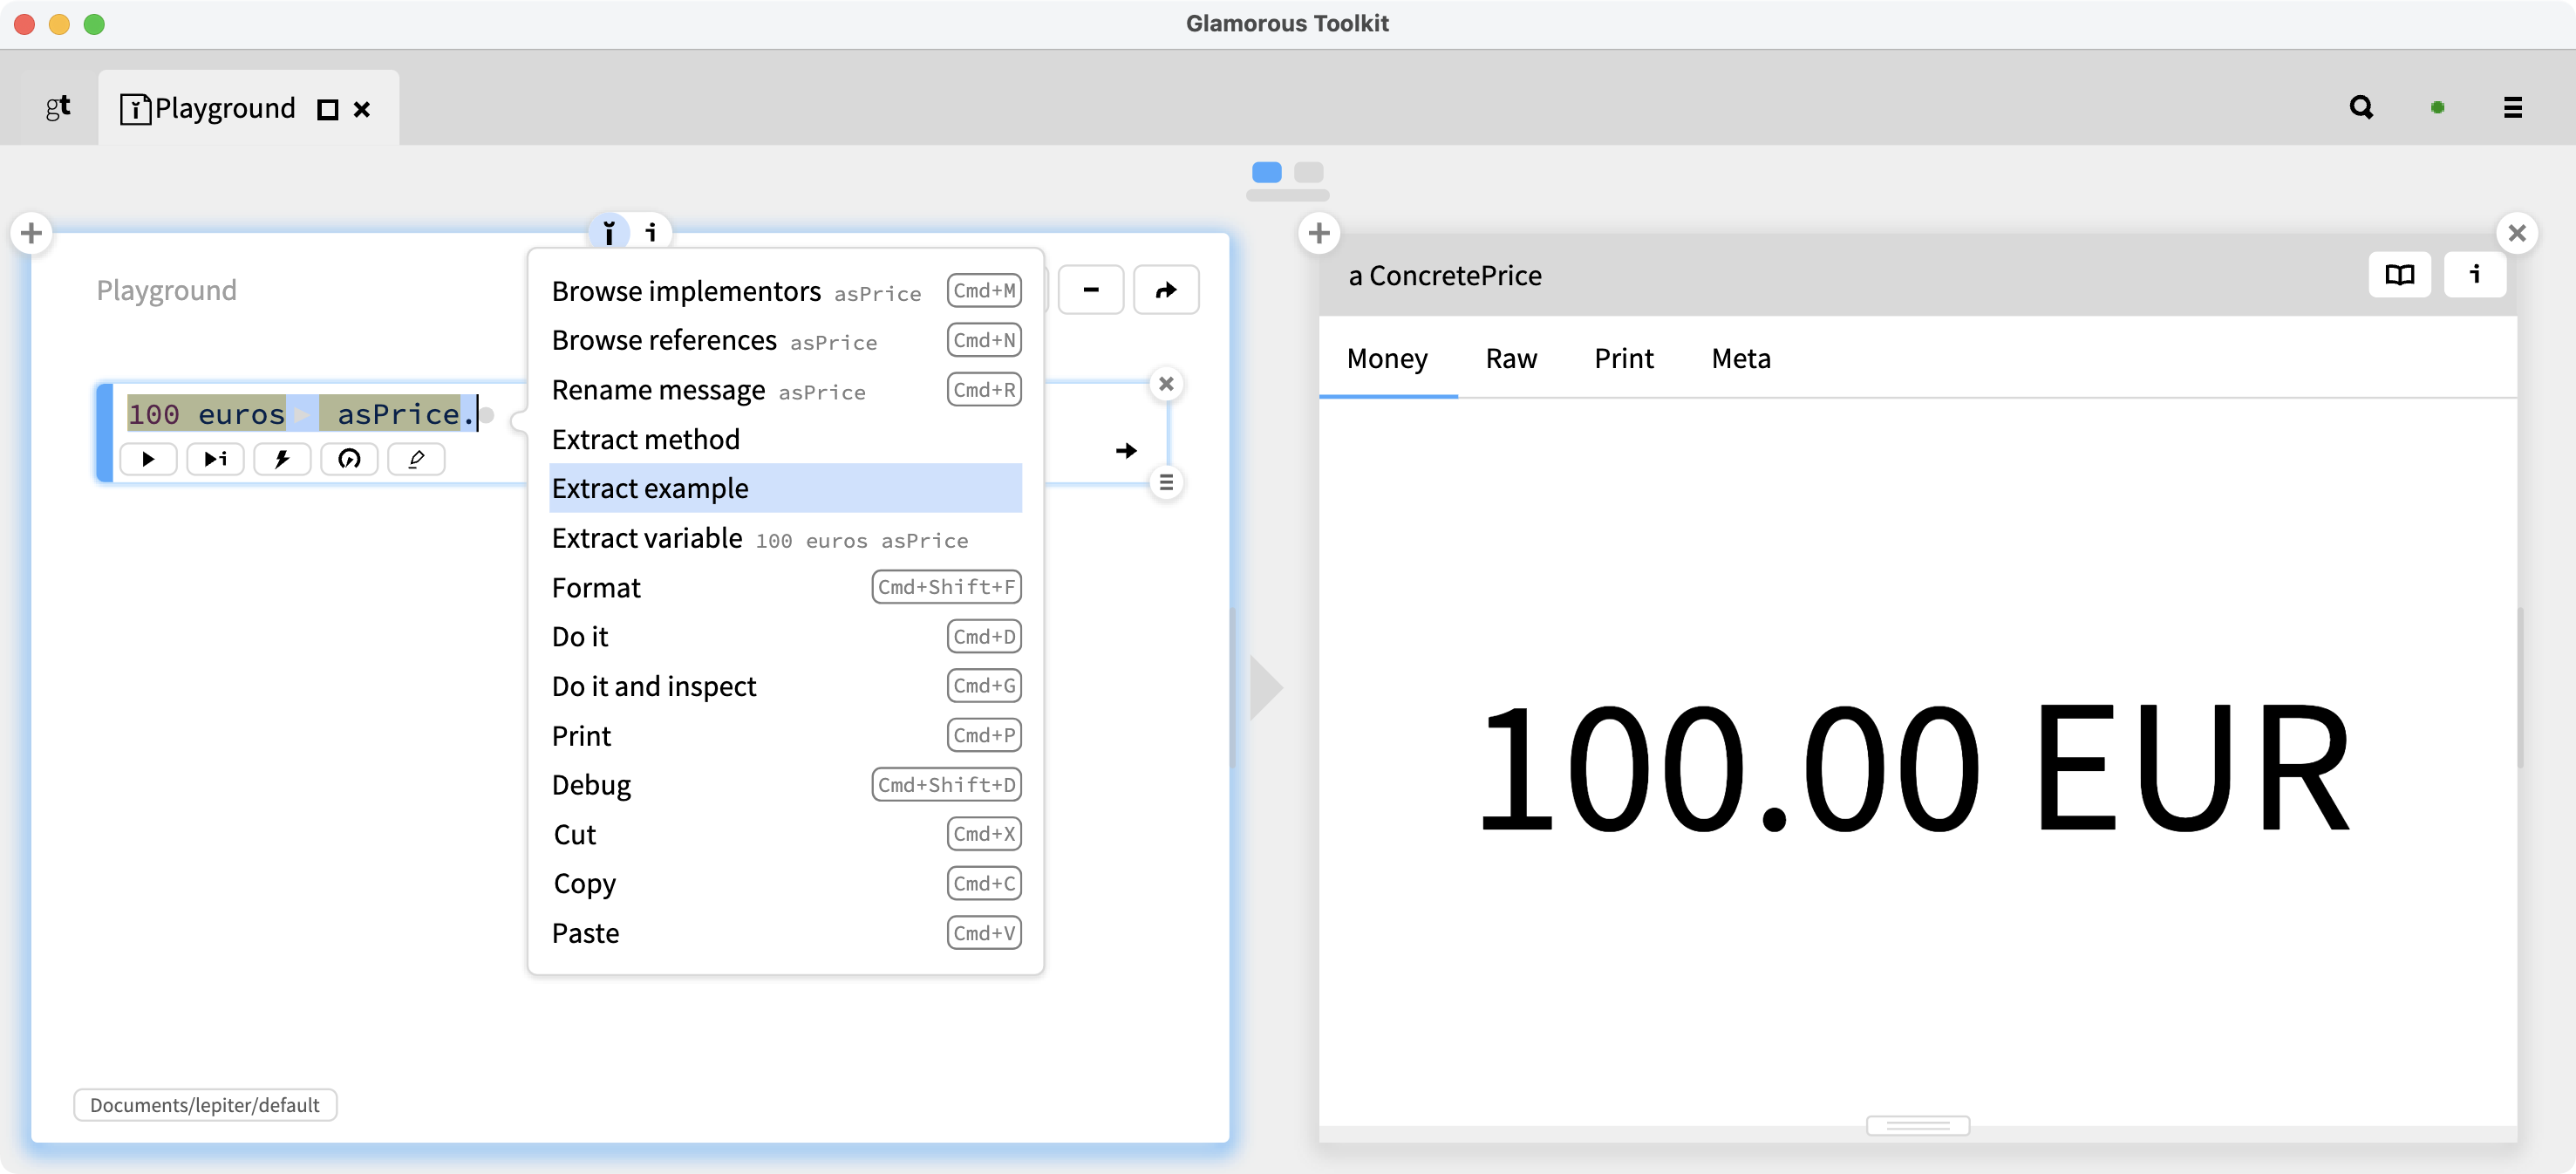 Glamorous Toolkit
gt
Playground
Playground
100 euros asPrice.
Browse implementors asPrice Cmd+M
Browse references asPrice Cmd+N
Rename message asPrice Cmd+R
Extract method
Extract example
Extract variable 100 euros asPrice
Format Cmd+Shift+F
Do it Cmd+D
Do it and inspect Cmd+G
Print Cmd+P
Debug Cmd+Shift+D
Cut Cmd+X
Copy Cmd+C
Paste Cmd+V
Documents/lepiter/default
a ConcretePrice
Money Raw Print Meta
100.00 EUR